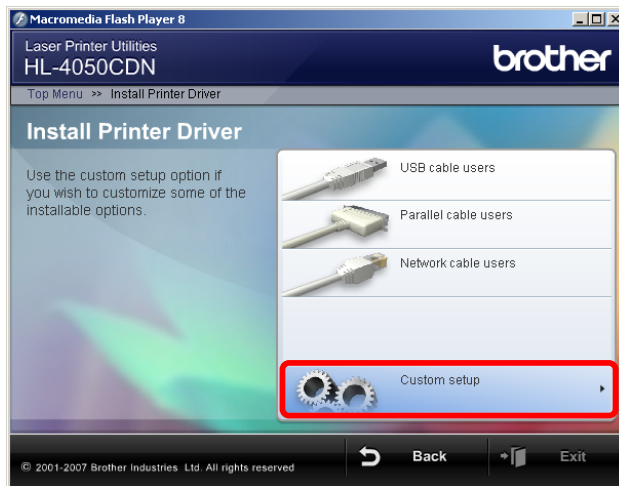 Macromedia Flash Player 8
Laser Printer Utilities
HL-4050CDN
brother
Top Menu >> Install Printer Driver
Install Printer Driver
Use the custom setup option if
you wish to customize some of the
installable options.
USB cable users
Parallel cable users
Network cable users
Custom setup
© 2001-2007 Brother Industries Ltd. All rights reserved
Back
Exit